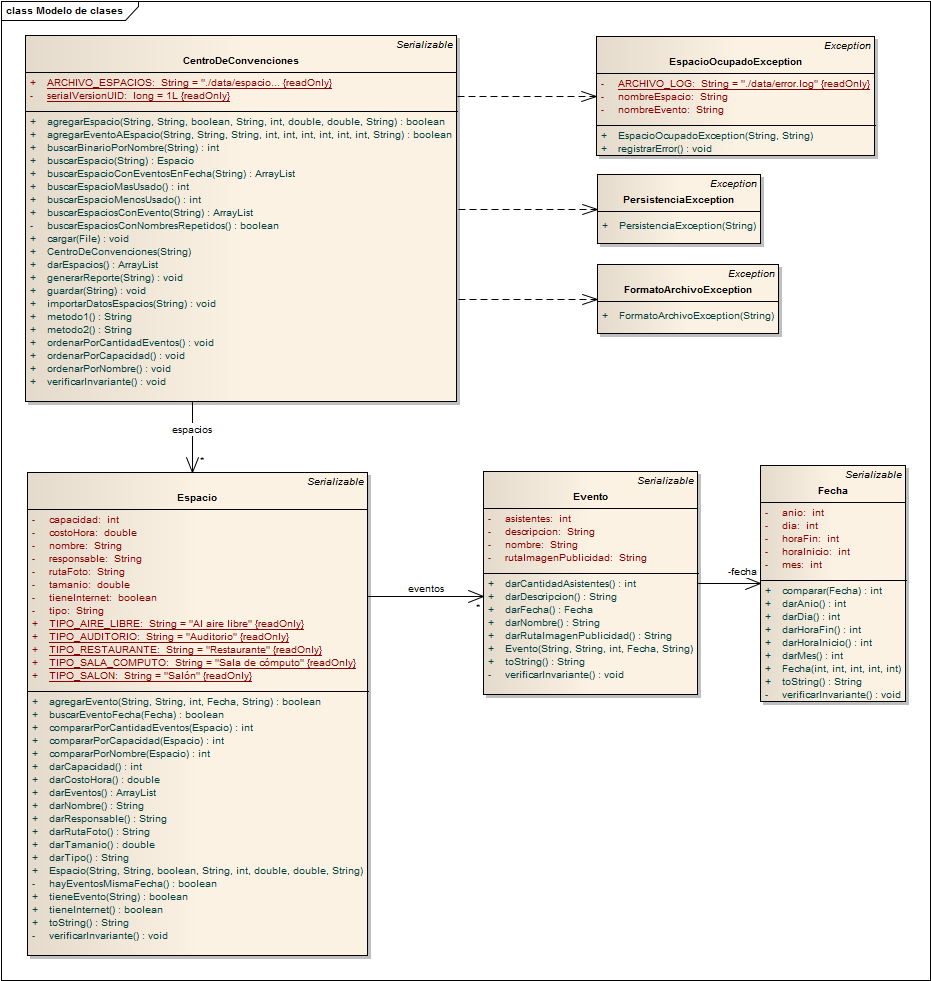 class Modelo de clases
Serializable
CentroDeConvenciones
+ ARCHIVO_ESPACIOS: String = "./data/espacio... {readOnly}
- serialVersionUID: long = 1L {readOnly}
+ agregarEspacio(String, String, boolean, String, int, double, double, String) : boolean
+ agregarEventoAEspacio(String, String, String, int, int, int, int, int, int, String) : boolean
+ buscarBinarioPorNombre(String) : int
+ buscarEspacio(String) : Espacio
+ buscarEspacioConEventosEnFecha(String) : ArrayList
+ buscarEspacioMasUsado() : int
+ buscarEspacioMenosUsado() : int
+ buscarEspaciosConEvento(String) : ArrayList
- buscarEspaciosConNombresRepetidos() : boolean
+ cargar(File) : void
+ CentroDeConvenciones(String)
+ darEspacios() : ArrayList
+ generarReporte(String) : void
+ guardar(String) : void
+ importarDatosEspacios(String) : void
+ metodo1() : String
+ metodo2() : String
+ ordenarPorCantidadEventos() : void
+ ordenarPorCapacidad() : void
+ ordenarPorNombre() : void
+ verificarInvariante() : void
Exception
EspacioOcupadoException
- ARCHIVO_LOG: String = "./data/error.log" {readOnly}
- nombreEspacio: String
- nombreEvento: String
+ EspacioOcupadoException(String, String)
+ registrarError() : void
Exception
PersistenciaException
+ PersistenciaException(String)
Exception
FormatoArchivoException
+ FormatoArchivoException(String)
espacios
*
Serializable
Espacio
- capacidad: int
- costoHora: double
- nombre: String
- responsable: String
- rutaFoto: String
- tamanio: double
- tieneInternet: boolean
- tipo: String
+ TIPO_AIRE_LIBRE: String = "Al aire libre" {readOnly}
+ TIPO_AUDITORIO: String = "Auditorio" {readOnly}
+ TIPO_RESTAURANTE: String = "Restaurante" {readOnly}
+ TIPO_SALA_COMPUTO: String = "Sala de cómputo" {readOnly}
+ TIPO_SALON: String = "Salón" {readOnly}
+ agregarEvento(String, String, int, Fecha, String) : boolean
+ buscarEventoFecha(Fecha) : boolean
+ compararPorCantidadEventos(Espacio) : int
+ compararPorCapacidad(Espacio) : int
+ compararPorNombre(Espacio) : int
+ darCapacidad() : int
+ darCostoHora() : double
+ darEventos() : ArrayList
+ darNombre() : String
+ darResponsable() : String
+ darRutaFoto() : String
+ darTamanio() : double
+ darTipo() : String
+ Espacio(String, String, boolean, String, int, double, double, String)
- hayEventosMismaFecha() : boolean
+ tieneEvento(String) : boolean
+ tieneInternet() : boolean
+ toString() : String
- verificarInvariante() : void
eventos
*
Serializable
Evento
- asistentes: int
- descripcion: String
- nombre: String
- rutaImagenPublicidad: String
+ darCantidadAsistentes() : int
+ darDescripcion() : String
+ darFecha() : Fecha
+ darNombre() : String
+ darRutaImagenPublicidad() : String
+ Evento(String, String, int, Fecha, String)
+ toString() : String
- verificarInvariante() : void
-fecha
Serializable
Fecha
- anio: int
- dia: int
- horaFin: int
- horaInicio: int
- mes: int
+ comparar(Fecha) : int
+ darAnio() : int
+ darDia() : int
+ darHoraFin() : int
+ darHoraInicio() : int
+ darMes() : int
+ Fecha(int, int, int, int, int)
+ toString() : String
- verificarInvariante() : void